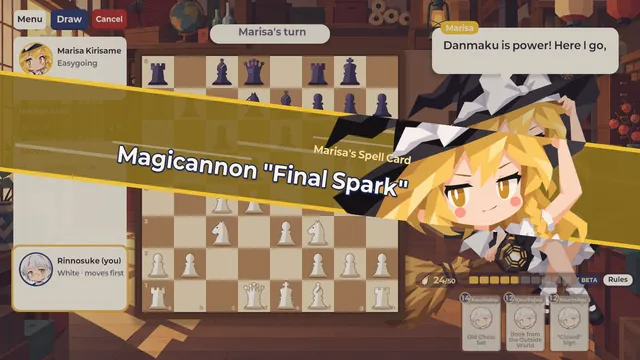 Menu
Draw
Cancel
Marisa's turn
Marisa
Danmaku is power! Here I go,
Marisa Kirisame
Easygoing
Marisa's Spell Card
Magicannon "Final Spark"
Rinnosuke (you)
White · moves first
24/50
BETA
Rules
14
12
12
Old Chess Set
Book from the Outside World
"Closed" Sign